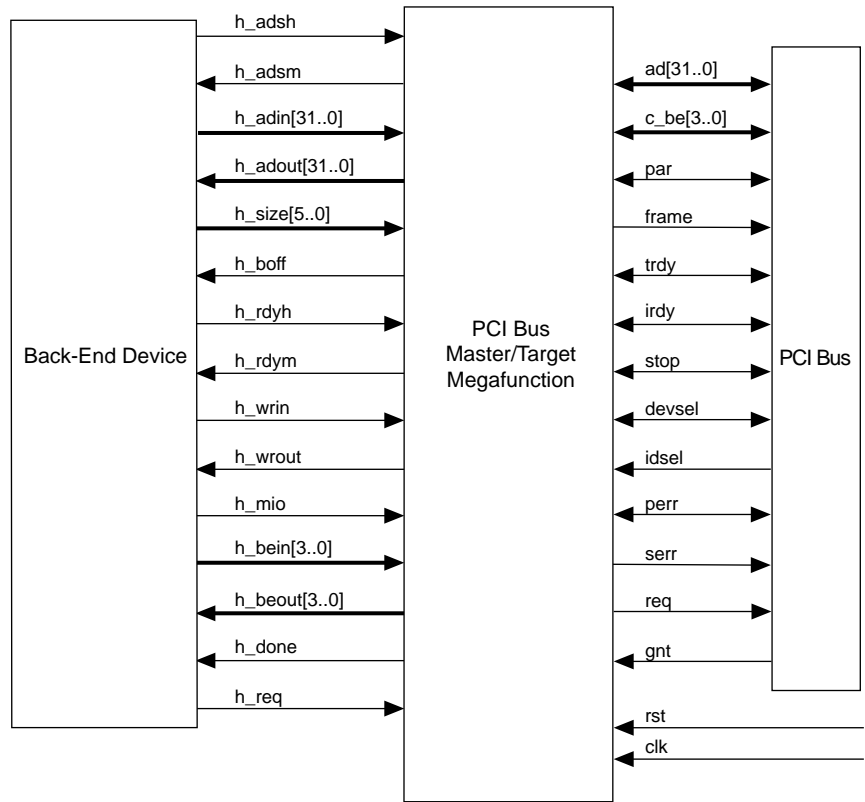 h_adsh
h_adsm
h_adin[31..0]
h_adout[31..0]
h_size[5..0]
h_boff
h_rdyh
h_rdym
h_wrin
h_wrout
h_mio
h_bein[3..0]
h_beout[3..0]
h_done
h_req
Back-End Device
PCI Bus
Master/Target
Megafunction
ad[31..0]
c_be[3..0]
par
frame
trdy
irdy
stop
devsel
idsel
perr
serr
req
gnt
rst
clk
PCI Bus